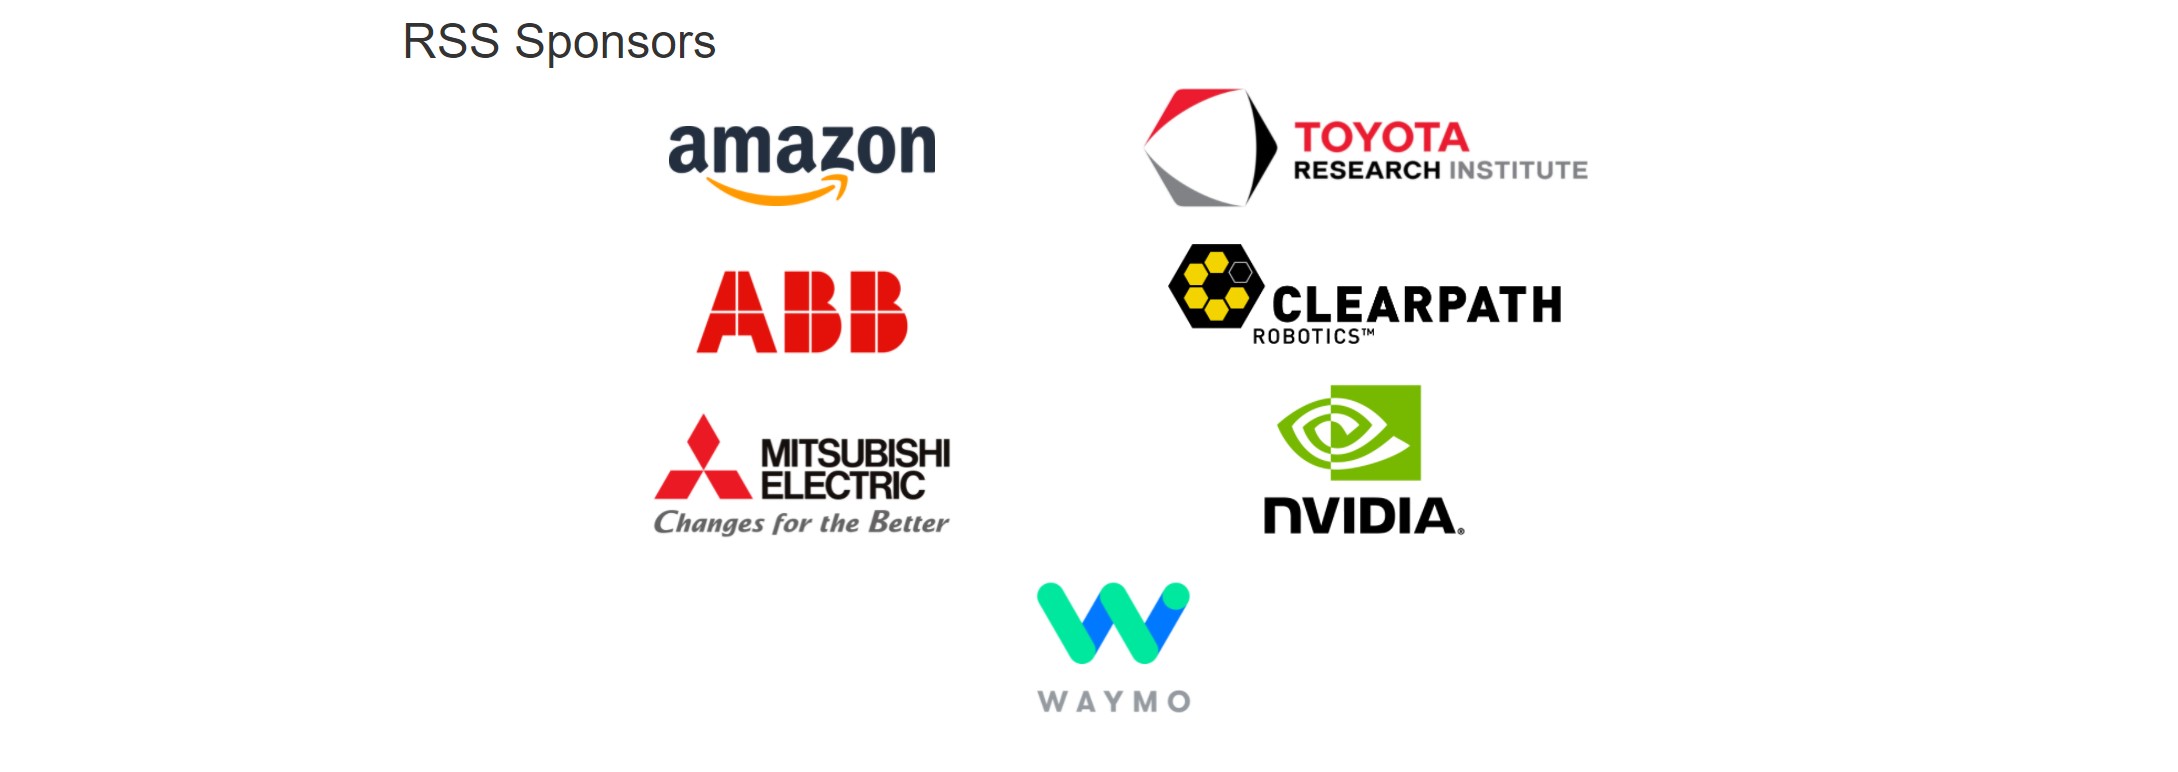 RSS Sponsors
amazon
TOYOTA
RESEARCH INSTITUTE
ABB
CLEARPATH
ROBOTICS™
MITSUBISHI
ELECTRIC
Changes for the Better
NVIDIA®
WAYMO